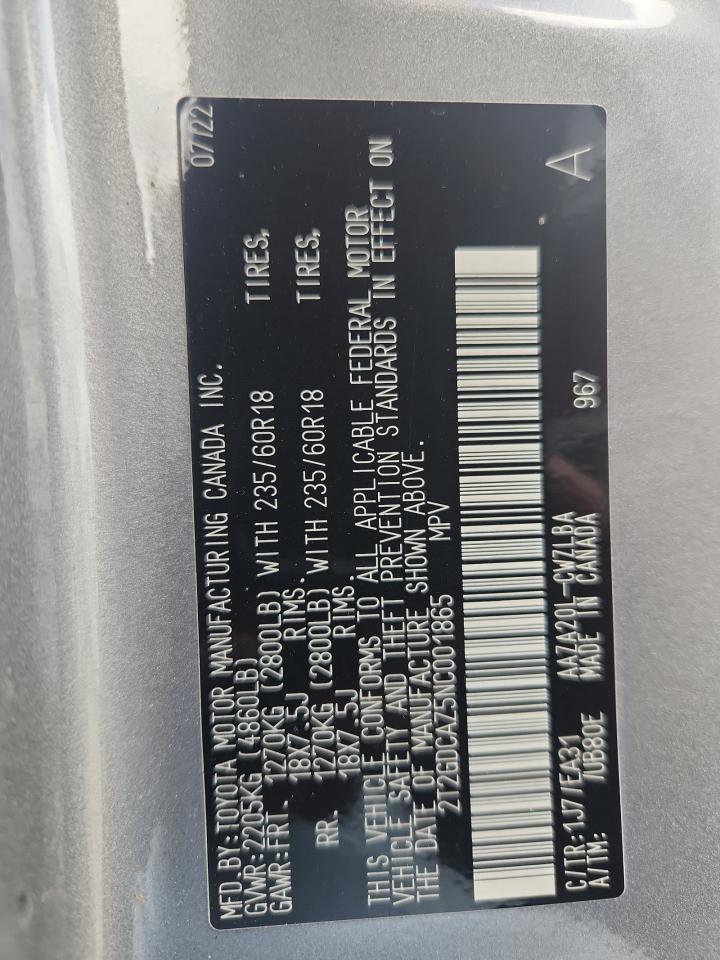 MFD.BY:TOYOTA MOTOR MANUFACTURING CANADA INC. 07/22
GVWR:2205KG (4860LB)
GAWR:FRT. 1270KG (2800LB) WITH 235/60R18 TIRES,
18X7.5J RIMS.
RR. 1270KG (2800LB) WITH 235/60R18 TIRES,
18X7.5J RIMS
THIS VEHICLE CONFORMS TO ALL APPLICABLE FEDERAL MOTOR
VEHICLE SAFETY AND THEFT PREVENTION STANDARDS IN EFFECT ON
THE DATE OF MANUFACTURE SHOWN ABOVE.
2T2GDCAZ5NC001865 MPV
C/TR:1J7/EA31 AAZA20L-CWZLBA 967 A
A/TM: /UB80E MADE IN CANADA